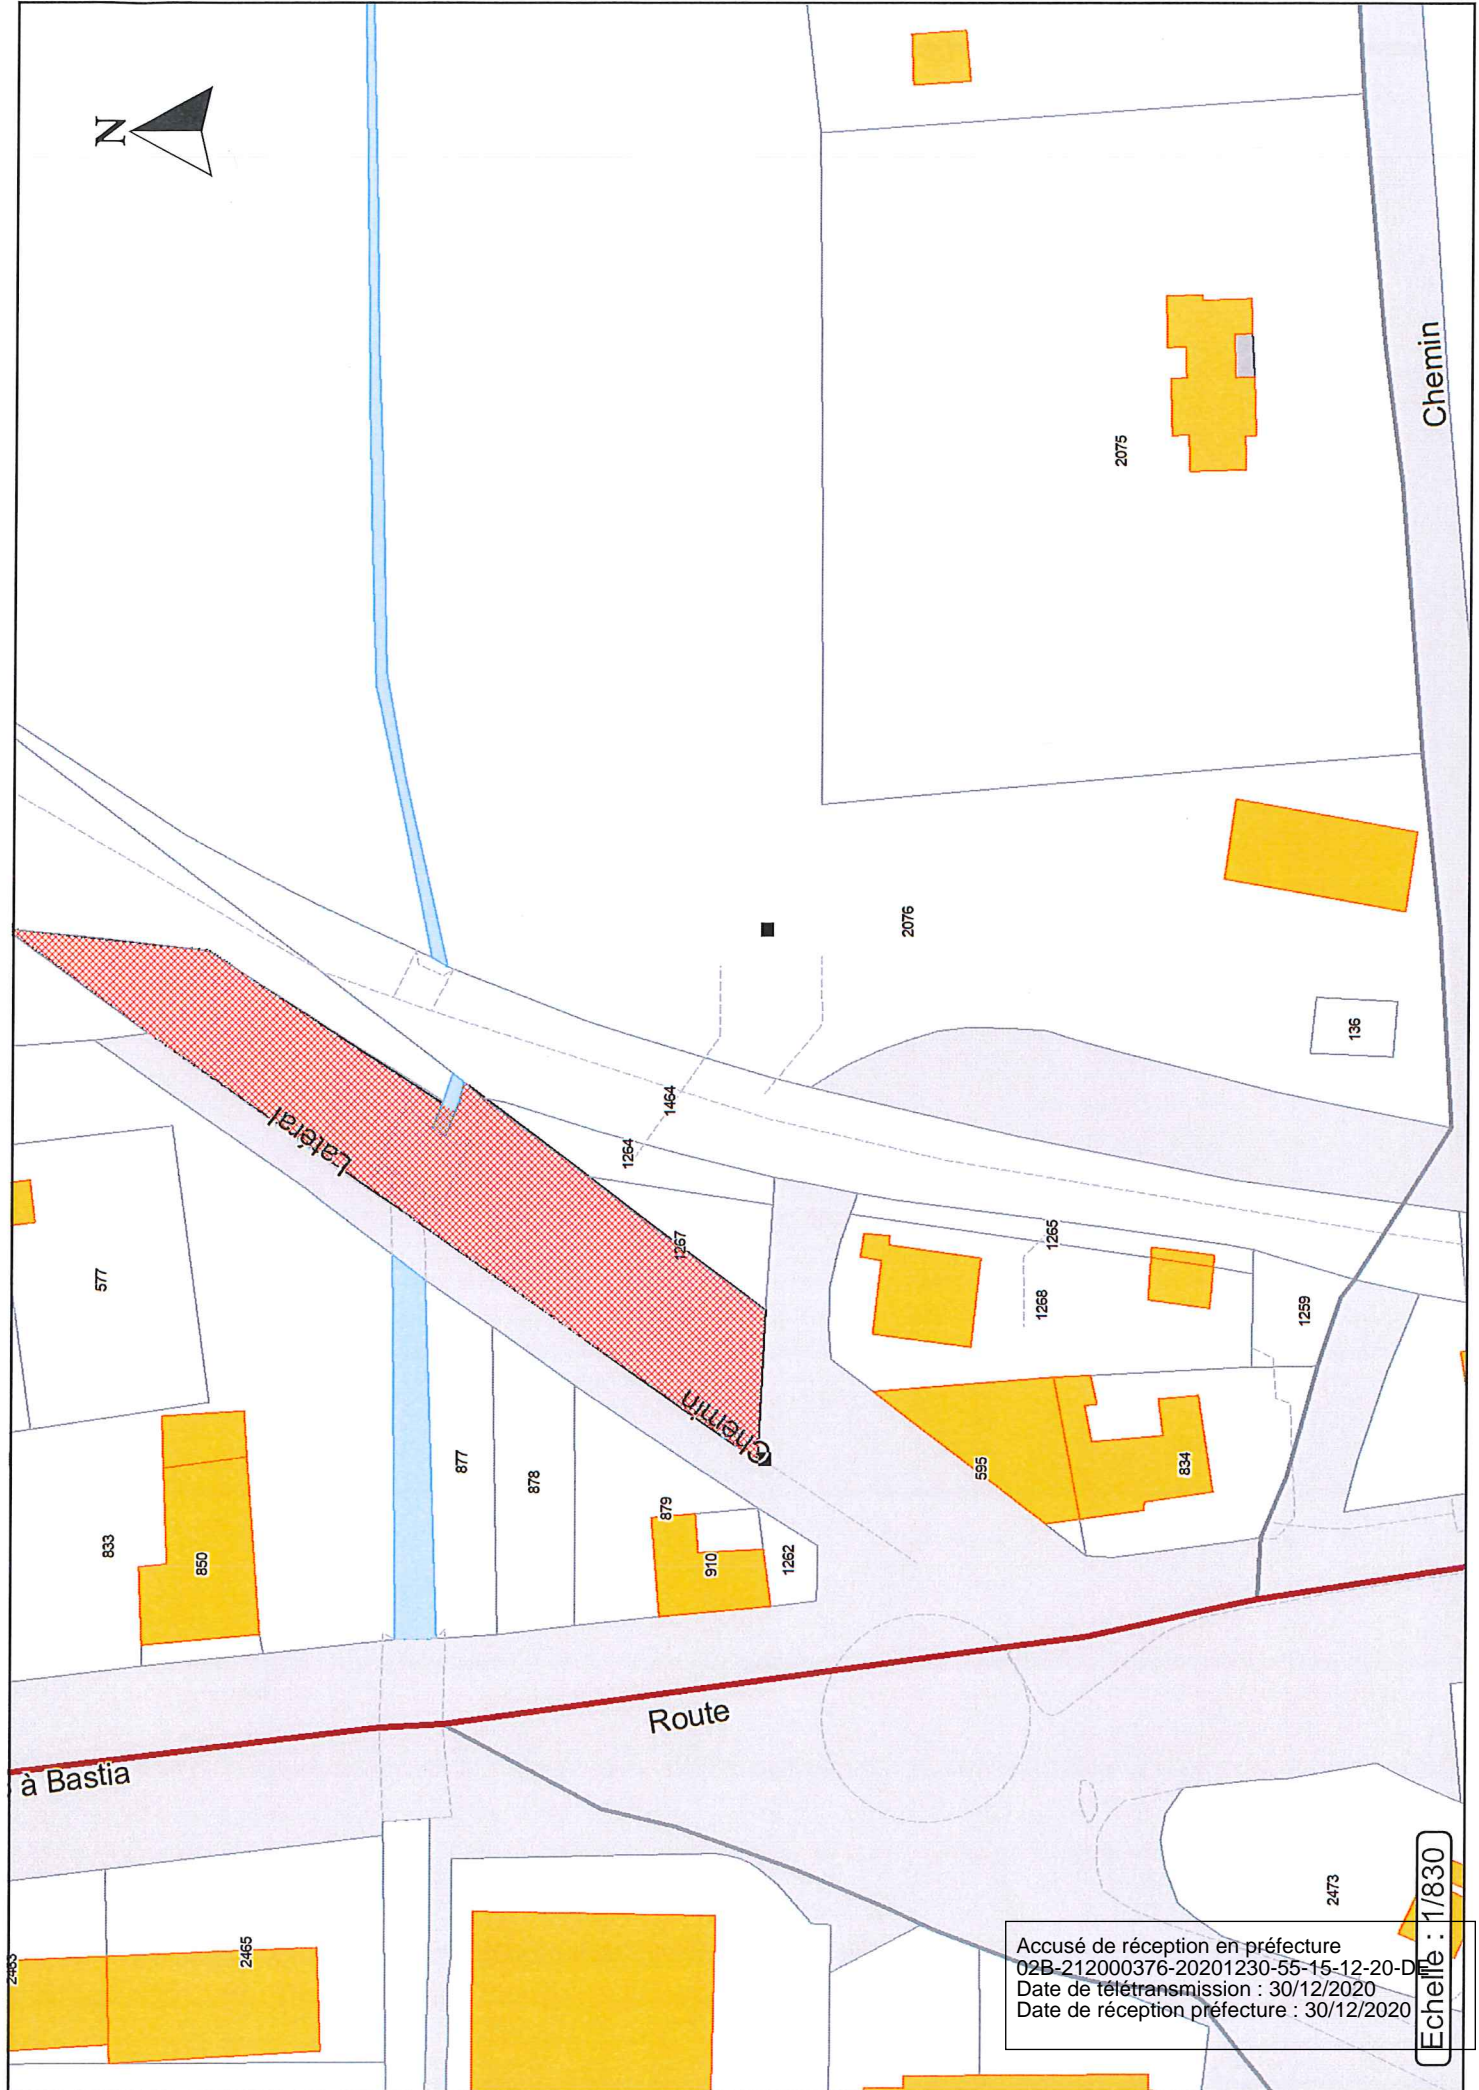 N
Chemin
2075
2076
136
1464
1264
Latéral
1267
577
1265
1268
1259
Chemin
877
878
833
850
879
910
1262
595
834
Route
à Bastia
2463
2465
2473
Echelle : 1/830
Accusé de réception en préfecture
02B-212000376-20201230-55-15-12-20-DE
Date de télétransmission : 30/12/2020
Date de réception préfecture : 30/12/2020